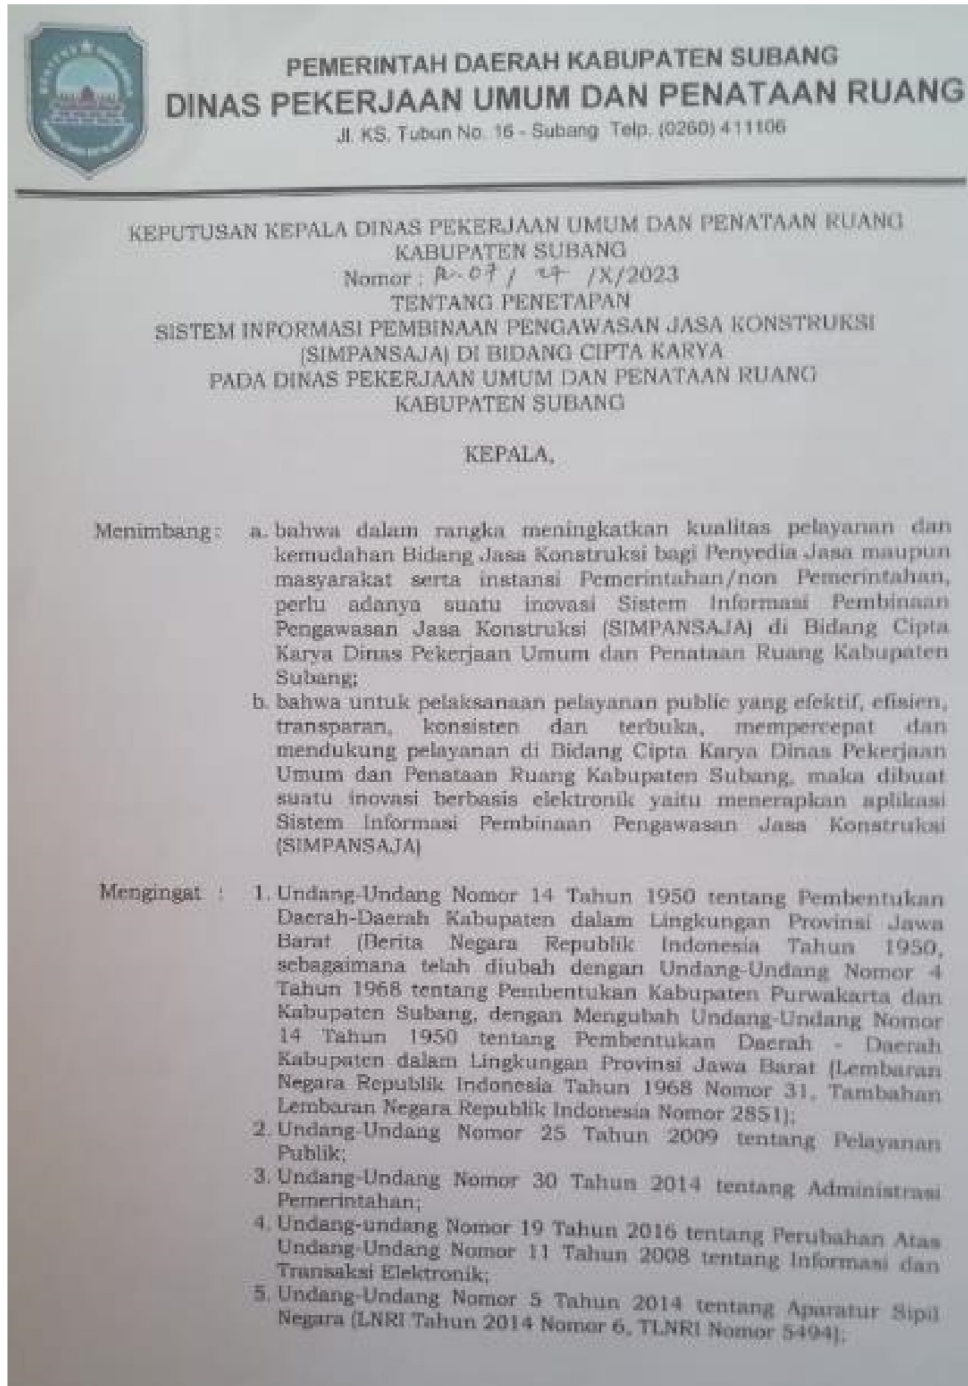 PEMERINTAH DAERAH KABUPATEN SUBANG
DINAS PEKERJAAN UMUM DAN PENATAAN RUANG
Jl. KS. Tubun No. 16 - Subang Telp. (0260) 411106
KEPUTUSAN KEPALA DINAS PEKERJAAN UMUM DAN PENATAAN RUANG
KABUPATEN SUBANG
Nomor : /X/2023
TENTANG PENETAPAN
SISTEM INFORMASI PEMBINAAN PENGAWASAN JASA KONSTRUKSI
(SIMPANSAJA) DI BIDANG CIPTA KARYA
PADA DINAS PEKERJAAN UMUM DAN PENATAAN RUANG
KABUPATEN SUBANG
KEPALA,
Menimbang : a. bahwa dalam rangka meningkatkan kualitas pelayanan dan
kemudahan Bidang Jasa Konstruksi bagi Penyedia Jasa maupun
masyarakat serta instansi Pemerintahan/non Pemerintahan,
perlu adanya suatu inovasi Sistem Informasi Pembinaan
Pengawasan Jasa Konstruksi (SIMPANSAJA) di Bidang Cipta
Karya Dinas Pekerjaan Umum dan Penataan Ruang Kabupaten
Subang;
b. bahwa untuk pelaksanaan pelayanan public yang efektif, efisien,
transparan, konsisten dan terbuka, mempercepat dan
mendukung pelayanan di Bidang Cipta Karya Dinas Pekerjaan
Umum dan Penataan Ruang Kabupaten Subang, maka dibuat
suatu inovasi berbasis elektronik yaitu menerapkan aplikasi
Sistem Informasi Pembinaan Pengawasan Jasa Konstruksi
(SIMPANSAJA)
Mengingat : 1. Undang-Undang Nomor 14 Tahun 1950 tentang Pembentukan
Daerah-Daerah Kabupaten dalam Lingkungan Provinsi Jawa
Barat (Berita Negara Republik Indonesia Tahun 1950,
sebagaimana telah diubah dengan Undang-Undang Nomor 4
Tahun 1968 tentang Pembentukan Kabupaten Purwakarta dan
Kabupaten Subang, dengan Mengubah Undang-Undang Nomor
14 Tahun 1950 tentang Pembentukan Daerah - Daerah
Kabupaten dalam Lingkungan Provinsi Jawa Barat (Lembaran
Negara Republik Indonesia Tahun 1968 Nomor 31, Tambahan
Lembaran Negara Republik Indonesia Nomor 2851);
2. Undang-Undang Nomor 25 Tahun 2009 tentang Pelayanan
Publik;
3. Undang-Undang Nomor 30 Tahun 2014 tentang Administrasi
Pemerintahan;
4. Undang-undang Nomor 19 Tahun 2016 tentang Perubahan Atas
Undang-Undang Nomor 11 Tahun 2008 tentang Informasi dan
Transaksi Elektronik;
5. Undang-Undang Nomor 5 Tahun 2014 tentang Aparatur Sipil
Negara (LNRI Tahun 2014 Nomor 6, TLNRI Nomor 5494);